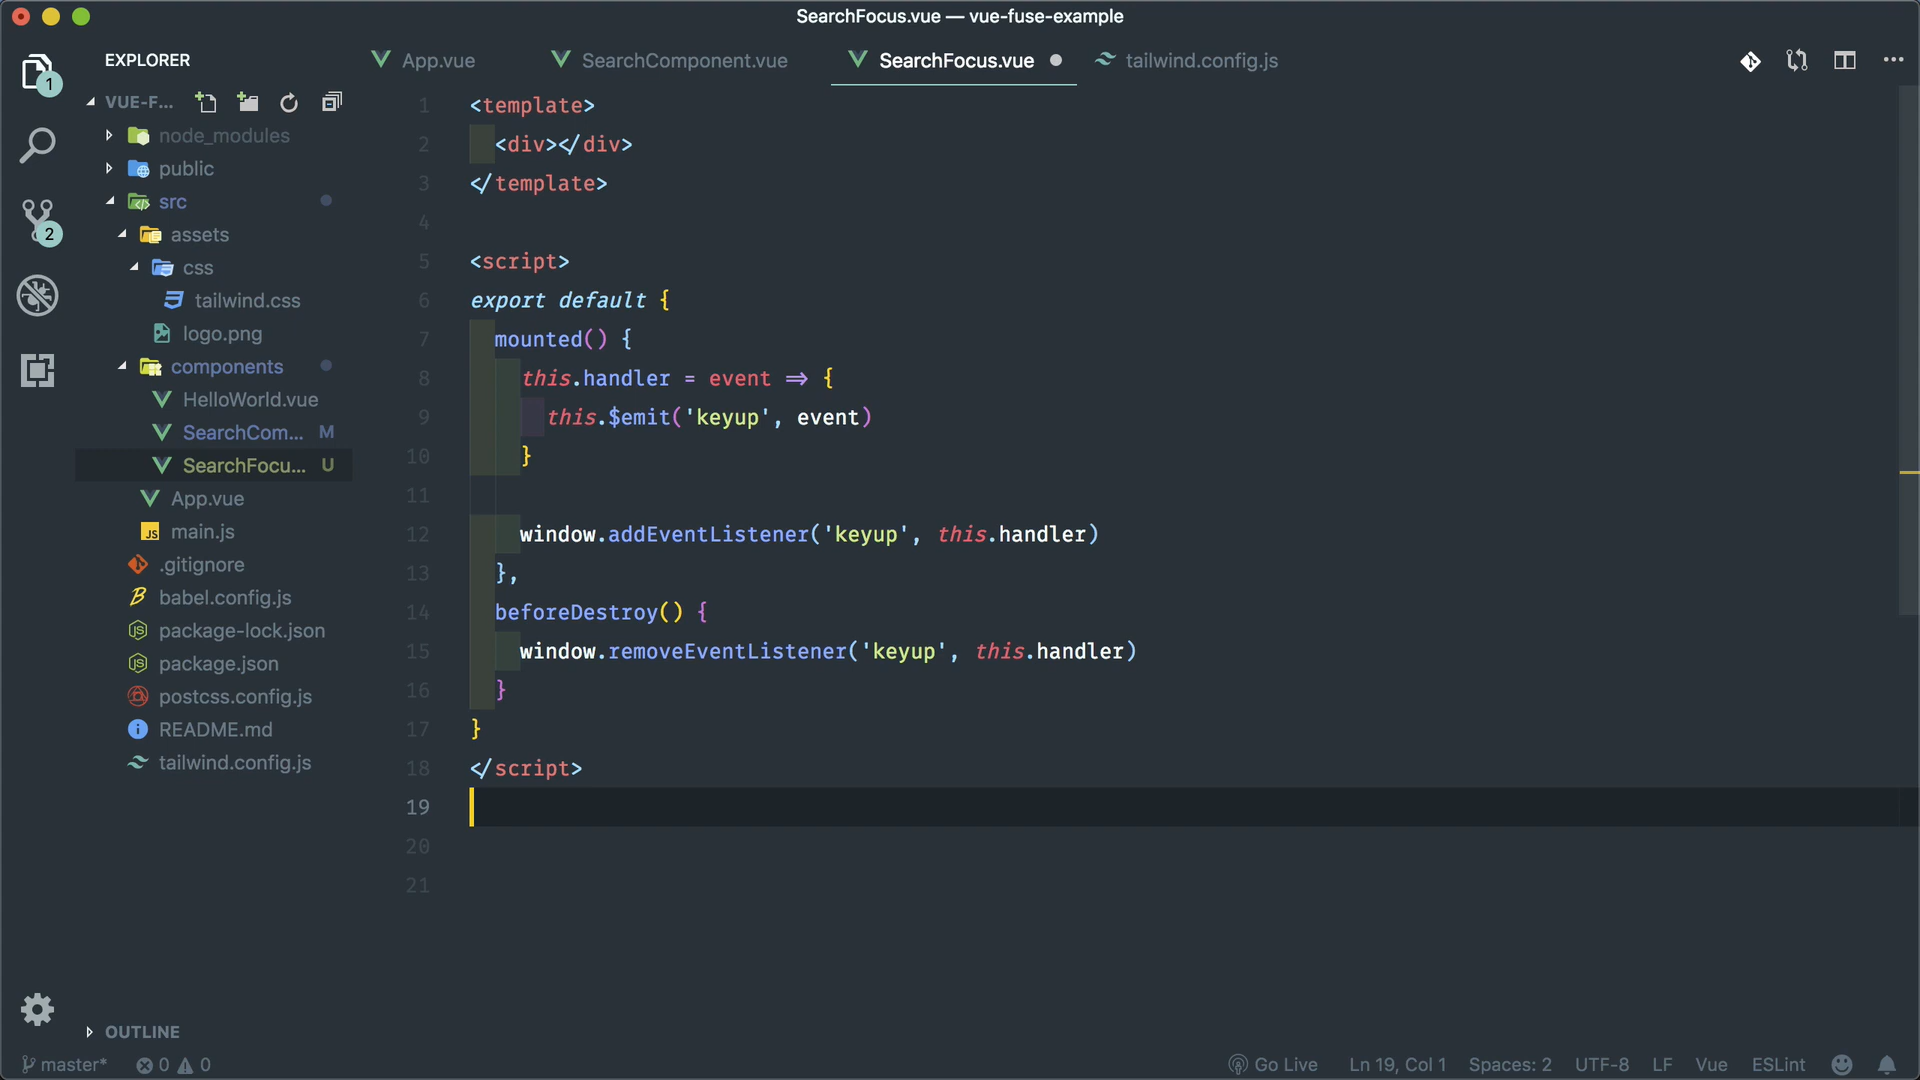 SearchFocus.vue — vue-fuse-example
EXPLORER
App.vue
SearchComponent.vue
SearchFocus.vue
tailwind.config.js
1
2
VUE-F...
node_modules
public
src
assets
css
tailwind.css
logo.png
components
HelloWorld.vue
SearchCom... M
SearchFocu... U
App.vue
JS main.js
.gitignore
babel.config.js
package-lock.json
package.json
postcss.config.js
README.md
tailwind.config.js
OUTLINE
1 <template>
2 <div></div>
3 </template>
4
5 <script>
6 export default {
7 mounted() {
8 this.handler = event => {
9 this.$emit('keyup', event)
10 }
11
12 window.addEventListener('keyup', this.handler)
13 },
14 beforeDestroy() {
15 window.removeEventListener('keyup', this.handler)
16 }
17 }
18 </script>
19
20
21
master* 0 0
Go Live Ln 19, Col 1 Spaces: 2 UTF-8 LF Vue ESLint